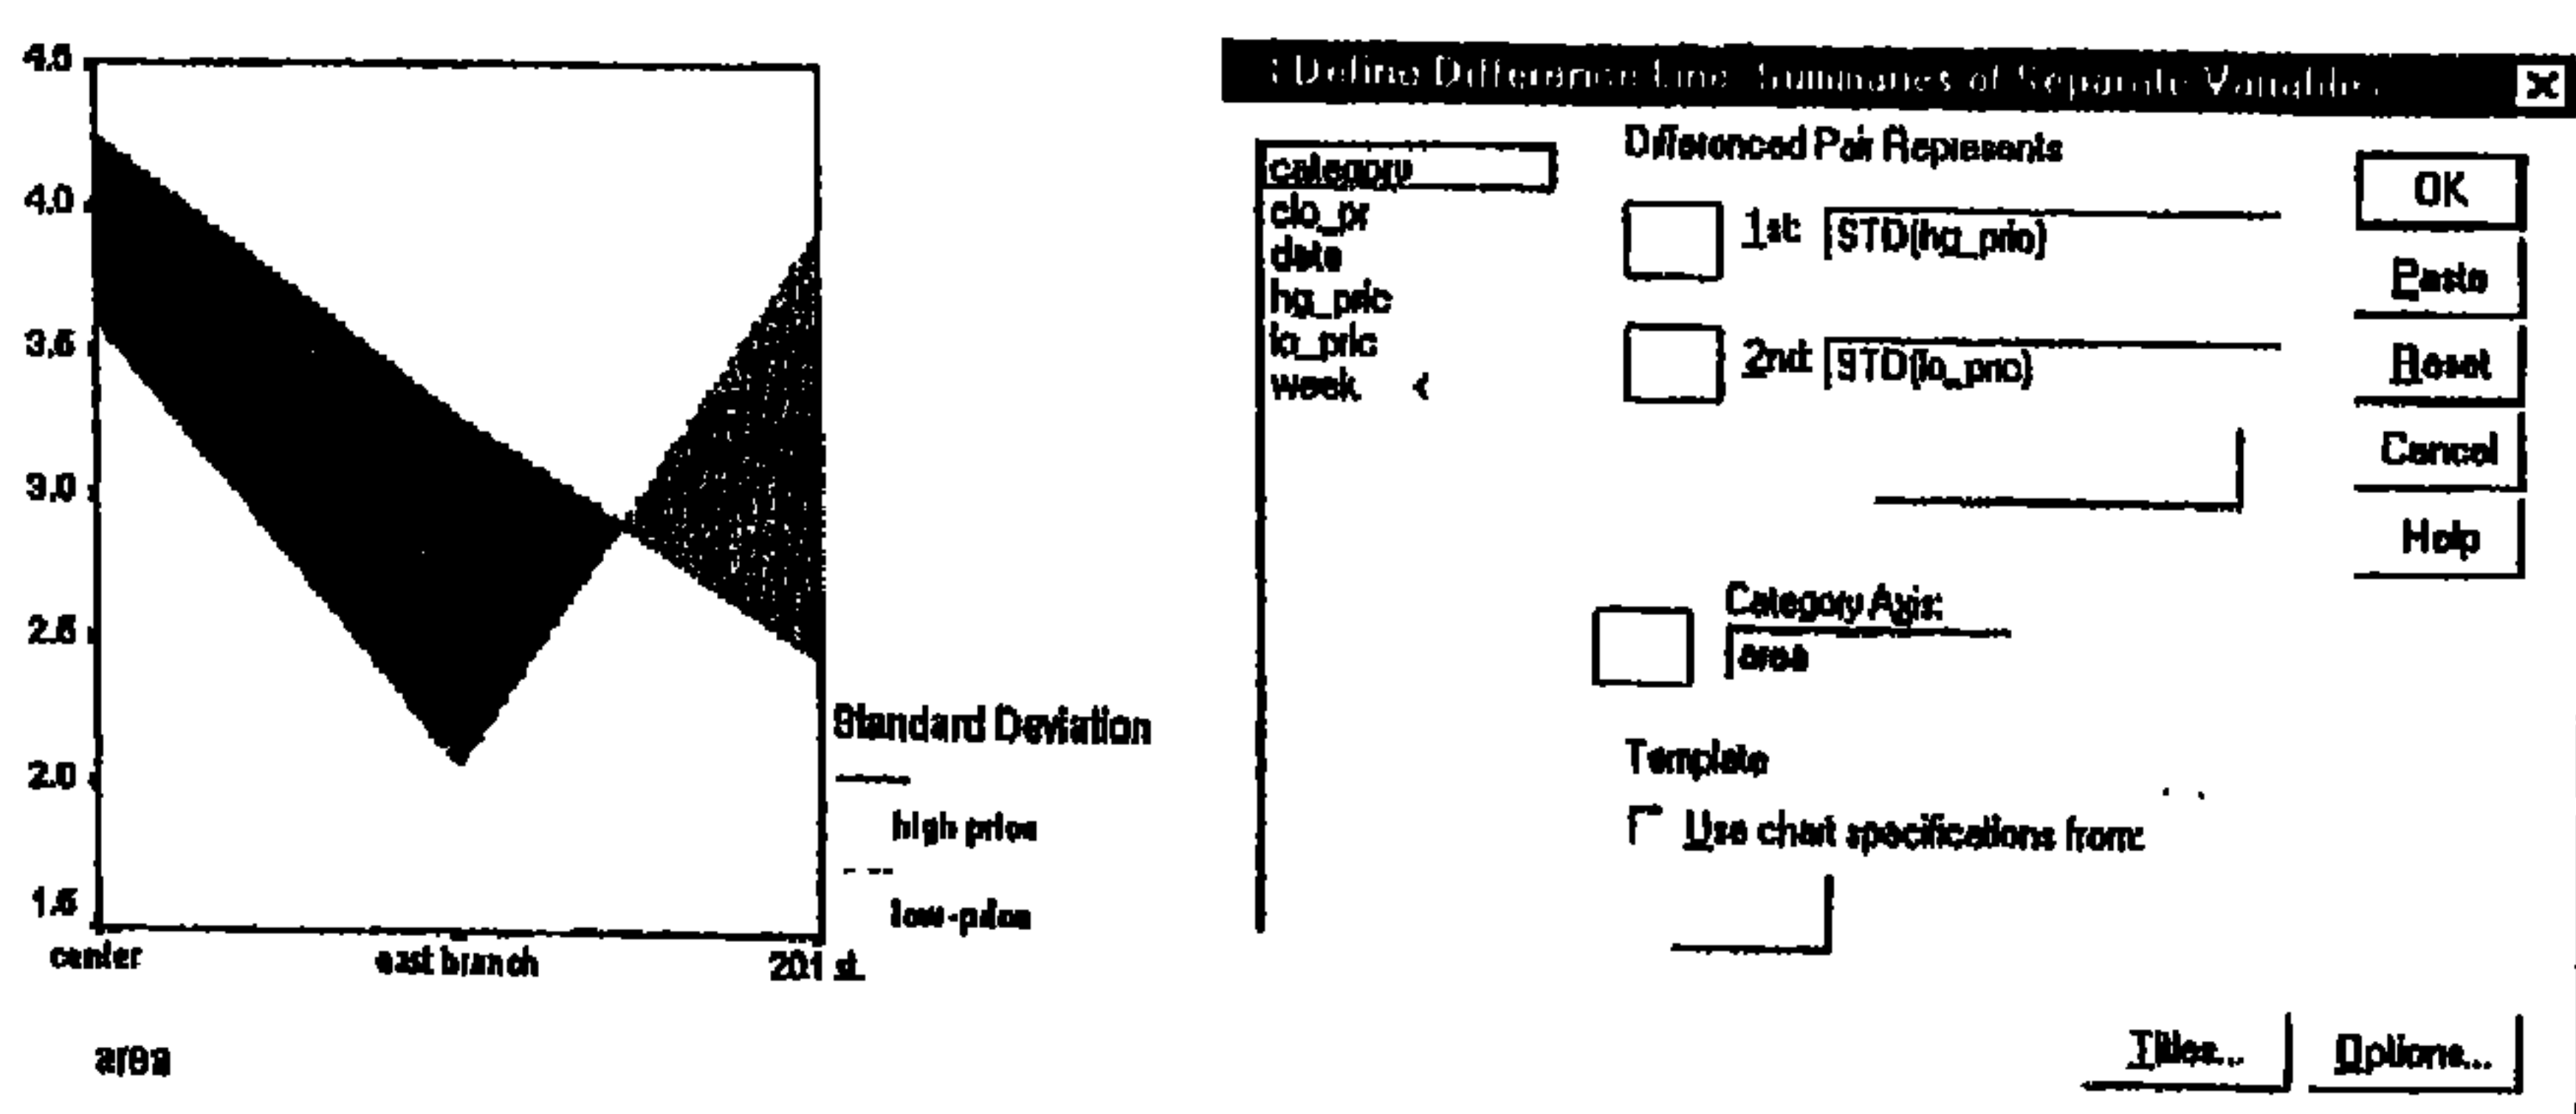 4.5
4.0
3.5
3.0
2.5
2.0
1.5
center
east branch
201 st.
area
Standard Deviation
high price
low-price
Define Difference Line: Summaries of Separate Variables
category
clo_pr
date
hg_pric
lo_pric
week
Differenced Pair Represents
1st: STD(hg_pric)
2nd: STD(lo_pric)
Category Axis:
area
Template
Use chart specifications from:
OK
Paste
Reset
Cancel
Help
Titles...
Options...